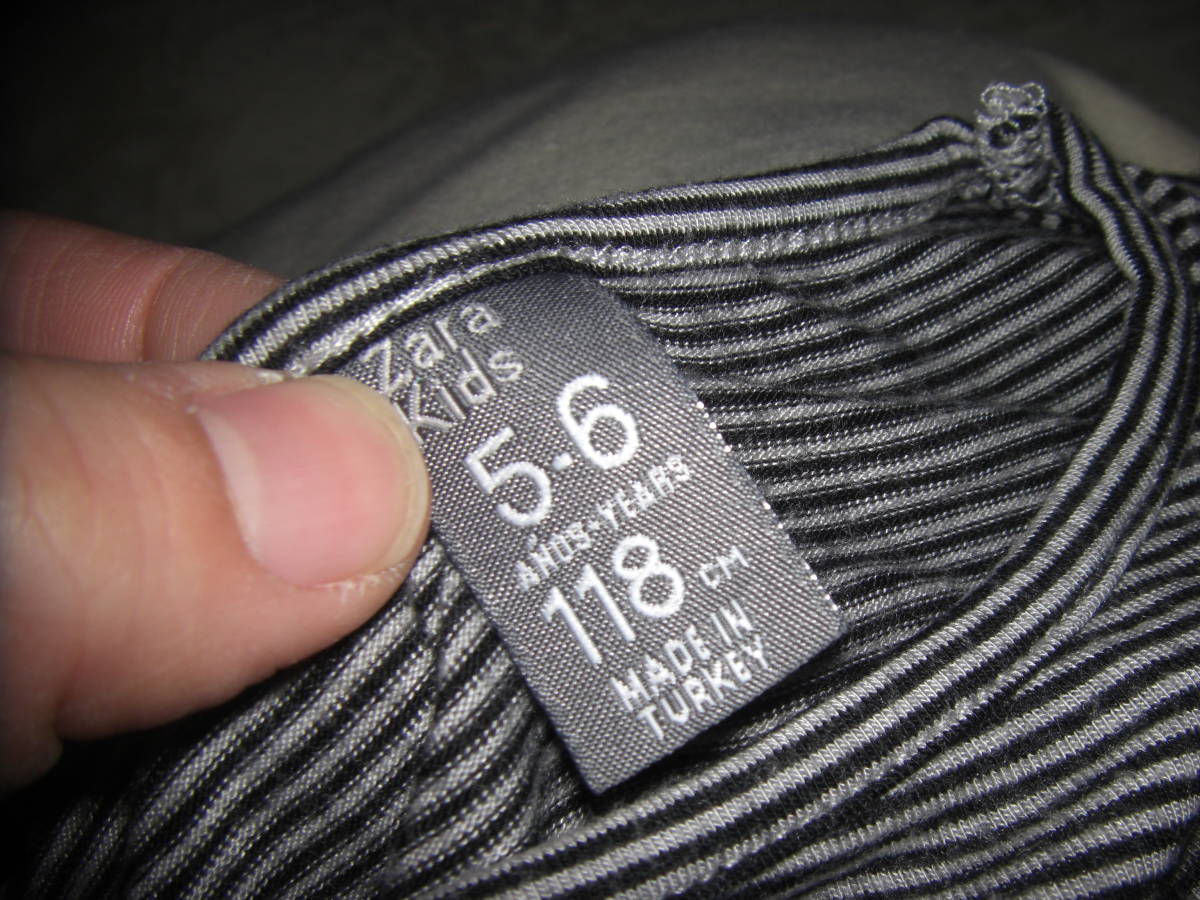 Zara
Kids
5-6
AÑOS-YEARS
118 CM
MADE IN
TURKEY